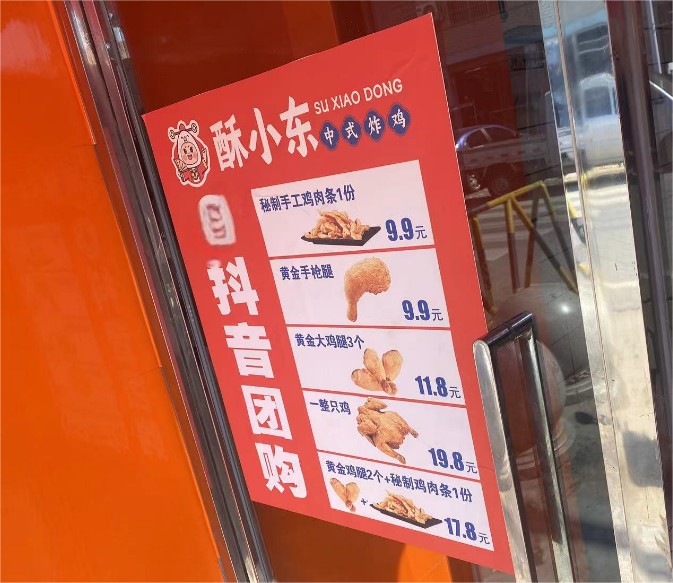 酥小东
SU XIAO DONG
中式炸鸡
抖音团购
秘制手工鸡肉条1份
9.9元
黄金手枪腿
9.9元
黄金大鸡腿3个
11.8元
一整只鸡
19.8元
黄金鸡腿2个+秘制鸡肉条1份
+
17.8元